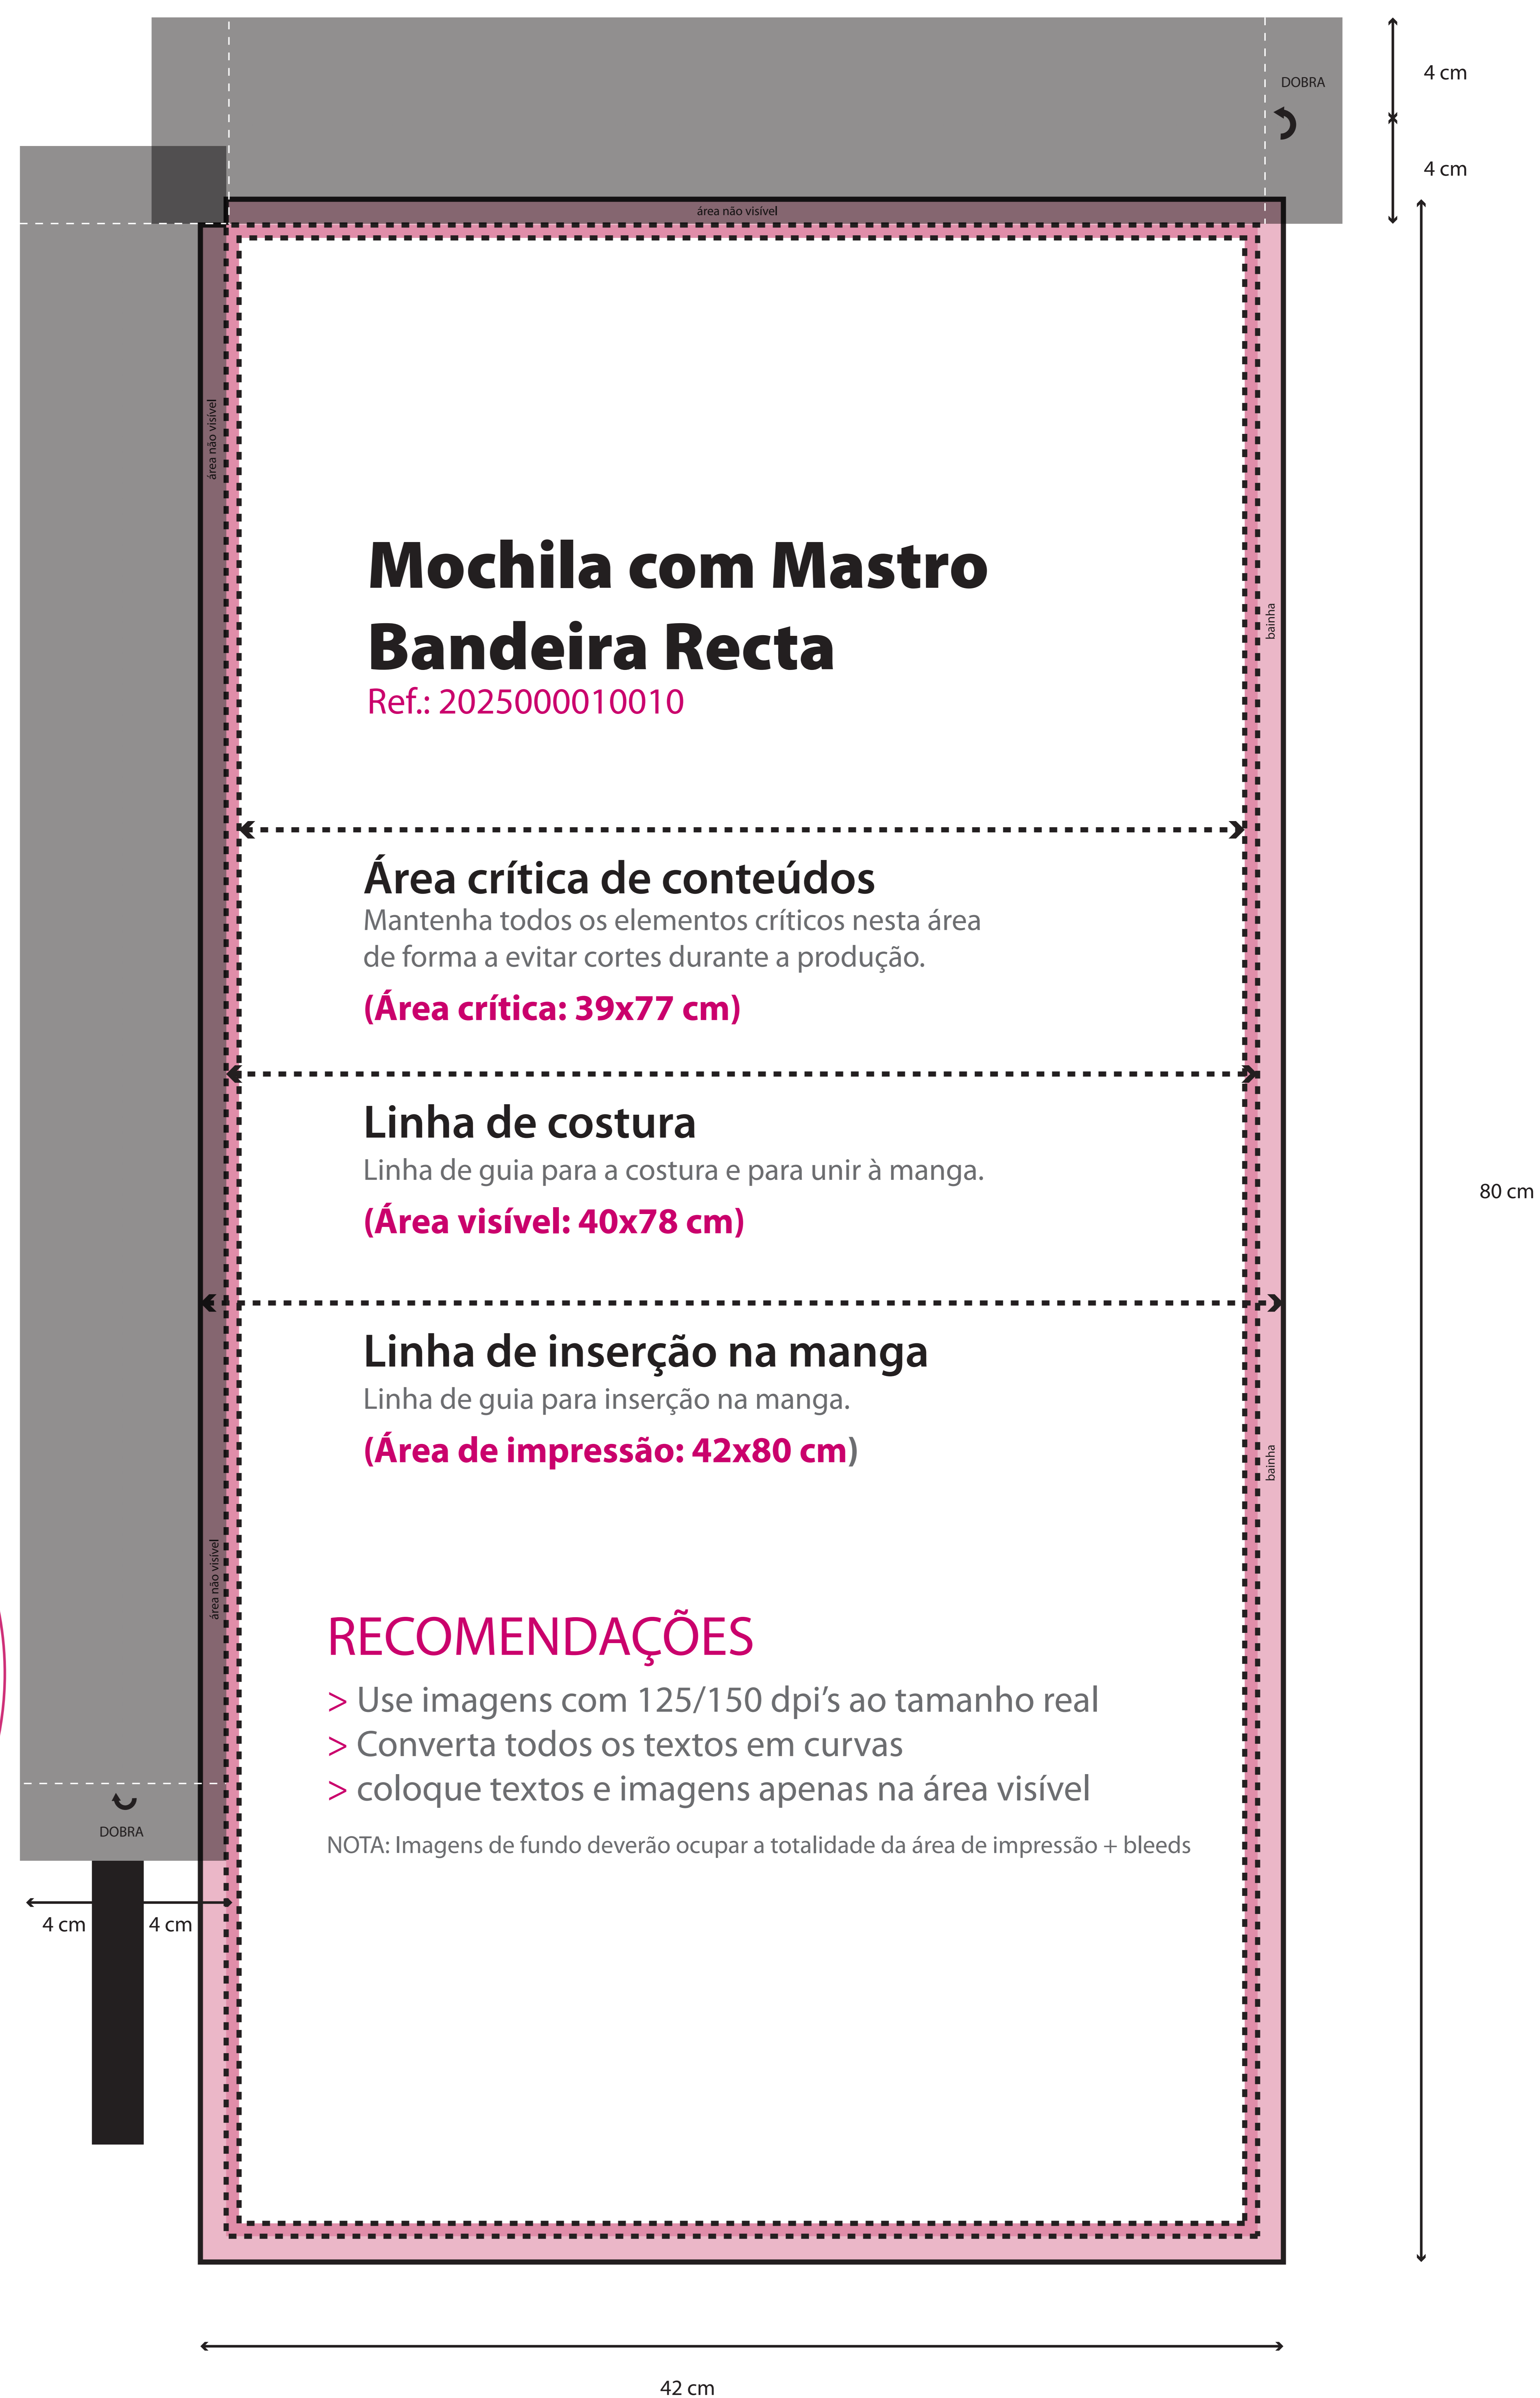 DOBRA
4 cm
4 cm
área não visível
área não visível
Mochila com Mastro
Bandeira Recta
Ref.: 2025000010010
bainha
Área crítica de conteúdos
Mantenha todos os elementos críticos nesta área
de forma a evitar cortes durante a produção.
(Área crítica: 39x77 cm)
Linha de costura
Linha de guia para a costura e para unir à manga.
(Área visível: 40x78 cm)
80 cm
Linha de inserção na manga
Linha de guia para inserção na manga.
(Área de impressão: 42x80 cm)
bainha
área não visível
RECOMENDAÇÕES
> Use imagens com 125/150 dpi’s ao tamanho real
> Converta todos os textos em curvas
> coloque textos e imagens apenas na área visível
NOTA: Imagens de fundo deverão ocupar a totalidade da área de impressão + bleeds
DOBRA
4 cm
4 cm
42 cm